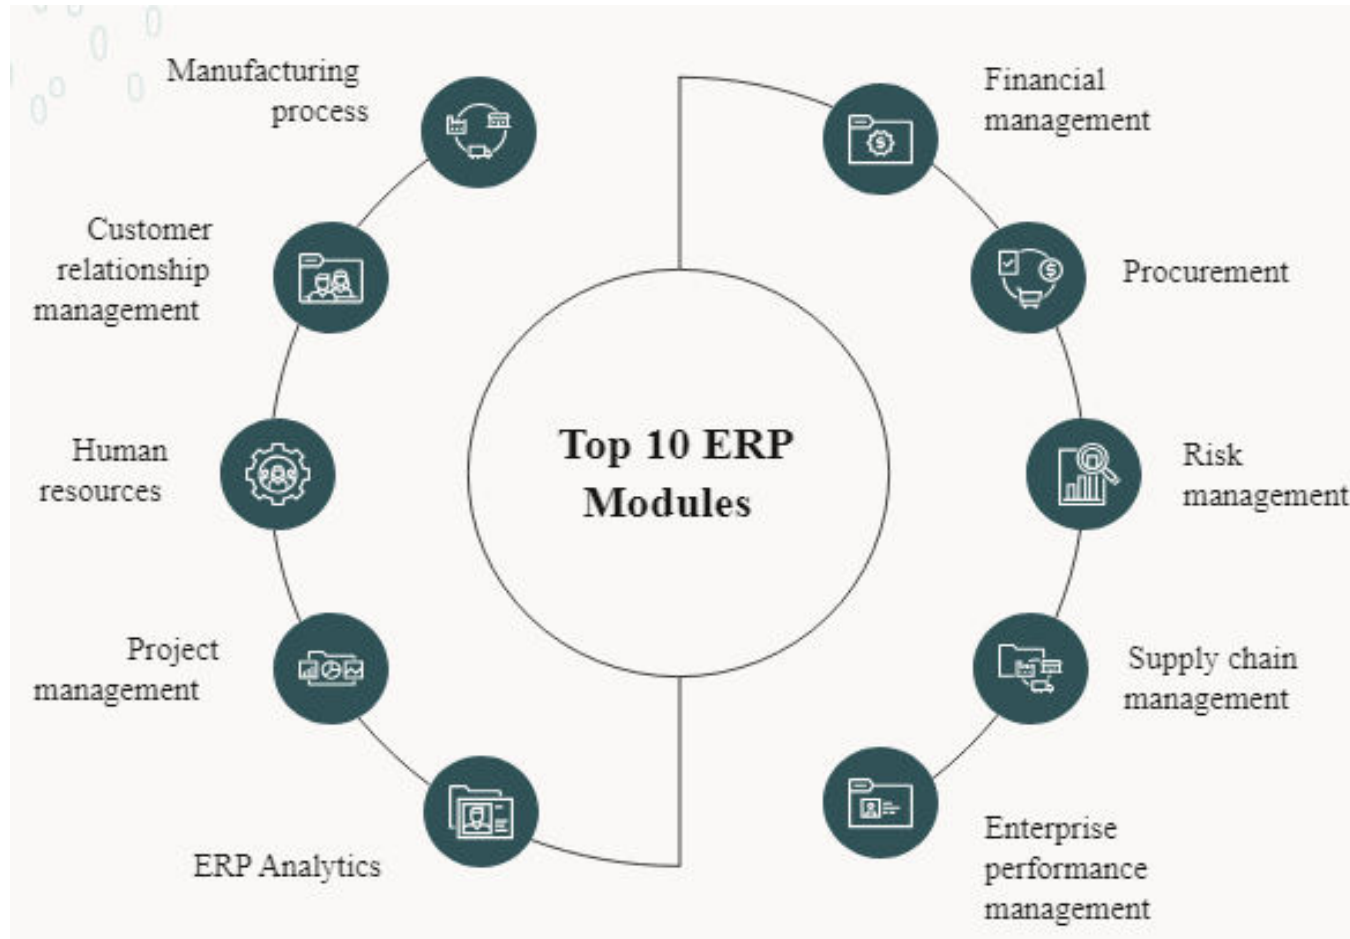 Top 10 ERP
Modules
Financial
management
Procurement
Risk
management
Supply chain
management
Enterprise
performance
management
Manufacturing
process
Customer
relationship
management
Human
resources
Project
management
ERP Analytics